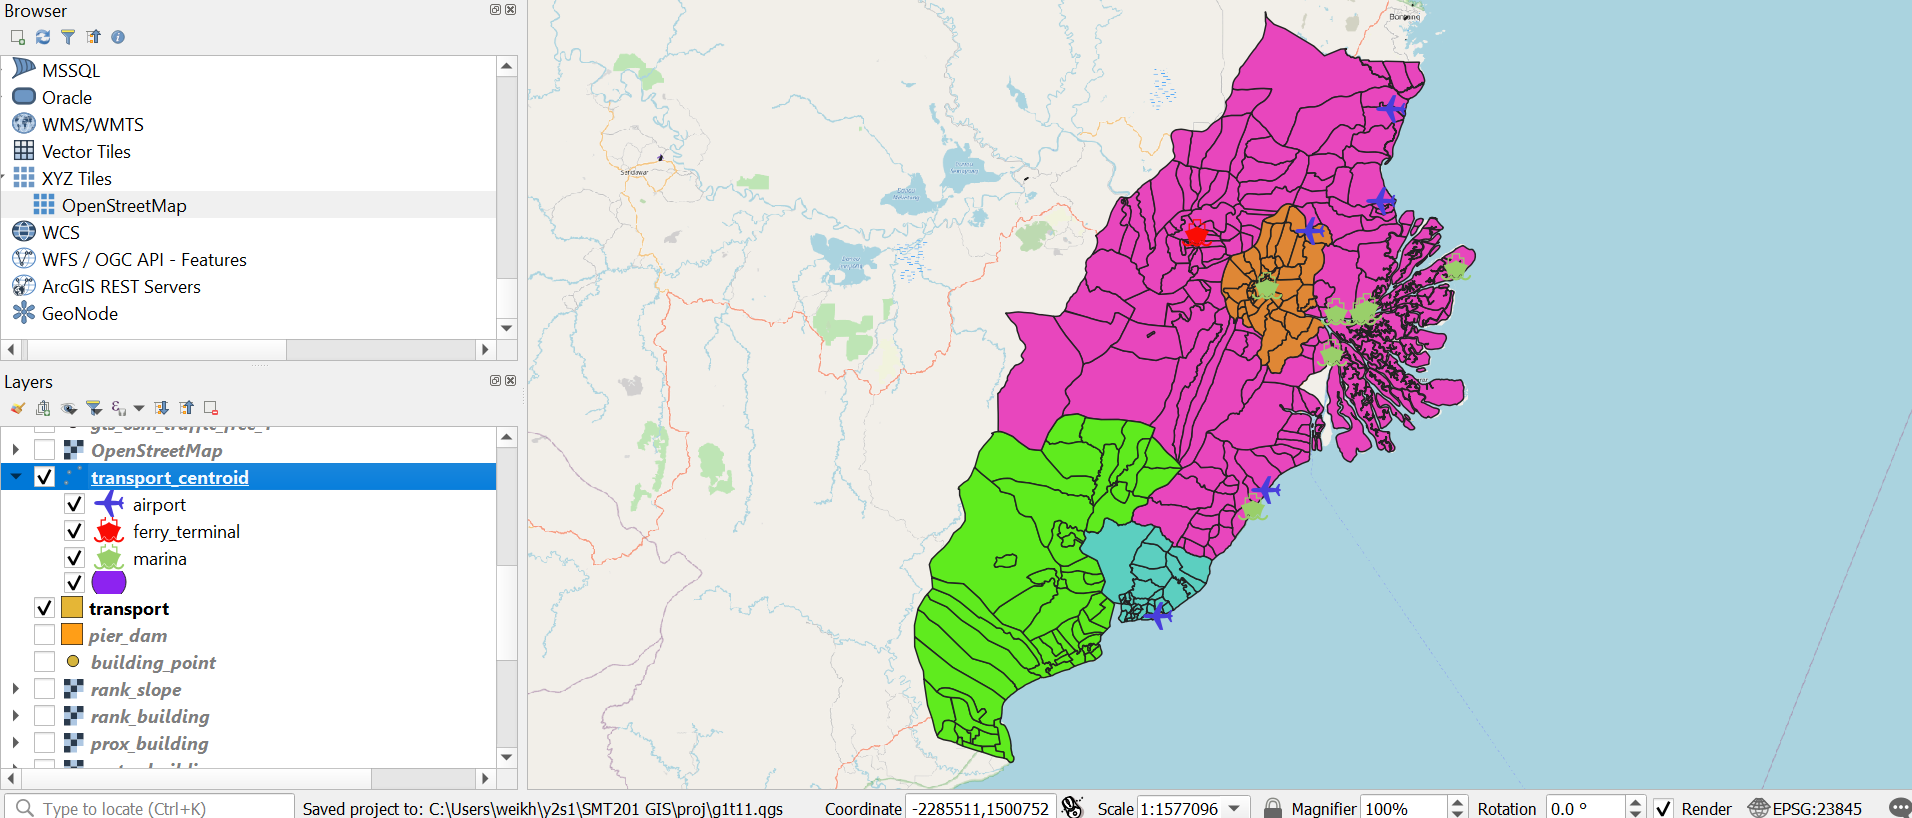 Browser
MSSQL
Oracle
WMS/WMTS
Vector Tiles
XYZ Tiles
OpenStreetMap
WCS
WFS / OGC API - Features
ArcGIS REST Servers
GeoNode
Layers
OpenStreetMap
transport_centroid
airport
ferry_terminal
marina
transport
pier_dam
building_point
rank_slope
rank_building
prox_building
Bontang
Sendawar
Type to locate (Ctrl+K)
Saved project to: C:\Users\weikh\y2s1\SMT201 GIS\proj\g1t11.qgs
Coordinate -2285511,1500752
Scale 1:1577096
Magnifier 100%
Rotation 0.0 °
Render
EPSG:23845